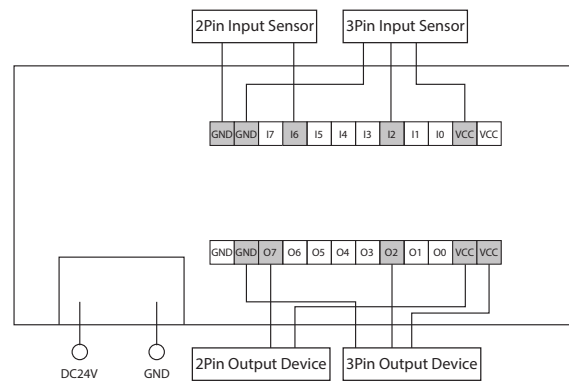 2Pin Input Sensor 3Pin Input Sensor
GND GND I7 I6 I5 I4 I3 I2 I1 I0 VCC VCC
GND GND O7 O6 O5 O4 O3 O2 O1 O0 VCC VCC
2Pin Output Device 3Pin Output Device
DC24V GND